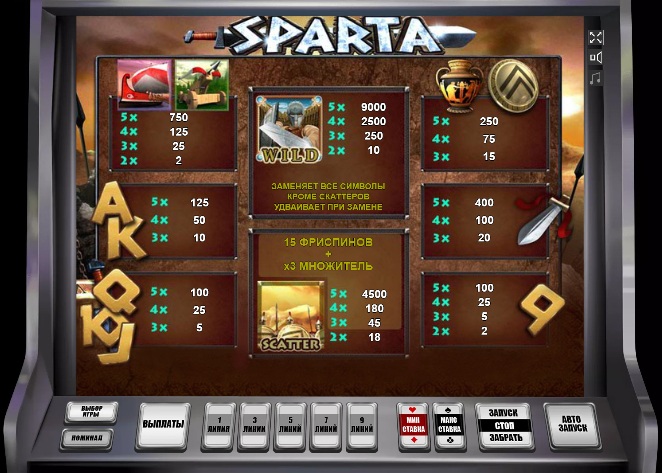 SPARTA
5x 750
4x 125
3x 25
2x 2
WILD
5x 9000
4x 2500
3x 250
2x 10
ЗАМЕНЯЕТ ВСЕ СИМВОЛЫ
КРОМЕ СКАТТЕРОВ
УДВАИВАЕТ ПРИ ЗАМЕНЕ
5x 250
4x 75
3x 15
A
K
5x 125
4x 50
3x 10
15 ФРИСПИНОВ
+
x3 МНОЖИТЕЛЬ
SCATTER
5x 4500
4x 180
3x 45
2x 18
5x 400
4x 100
3x 20
Q
K
J
5x 100
4x 25
3x 5
5x 100
4x 25
3x 5
2x 2
9
ВЫБОР
ИГРЫ
НОМИНАЛ
ВЫПЛАТЫ
1
ЛИНИЯ
3
ЛИНИИ
5
ЛИНИЙ
7
ЛИНИЙ
9
ЛИНИЙ
МИН
СТАВКА
МАКС
СТАВКА
ЗАПУСК
СТОП
ЗАБРАТЬ
АВТО
ЗАПУСК